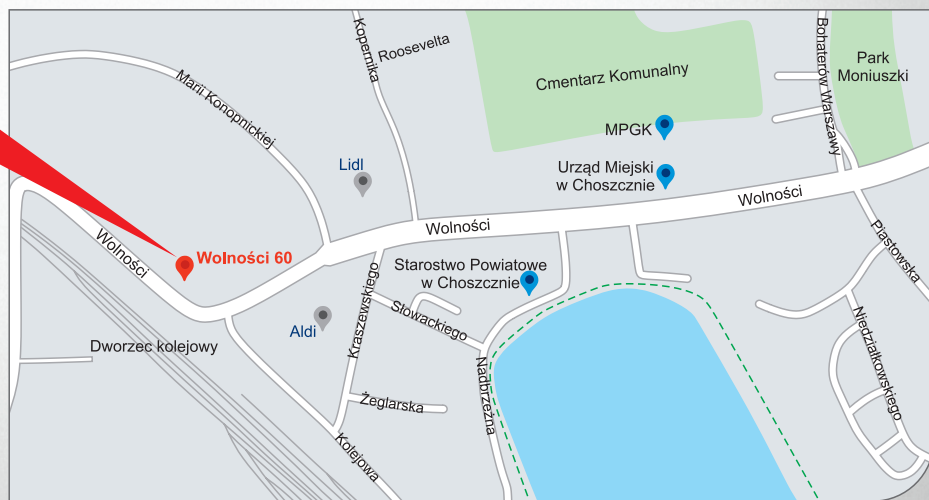 Kopernika
Roosevelta
Bohaterów Warszawy
Park
Moniuszki
Cmentarz Komunalny
Marii Konopnickiej
MPGK
Lidl
Urząd Miejski
w Choszcznie
Wolności
Wolności
Wolności
Wolności 60
Piastowska
Starostwo Powiatowe
w Choszcznie
Kraszewskiego
Słowackiego
Aldi
Niedziałkowskiego
Dworzec kolejowy
Nadbrzeżna
Żeglarska
Kolejowa